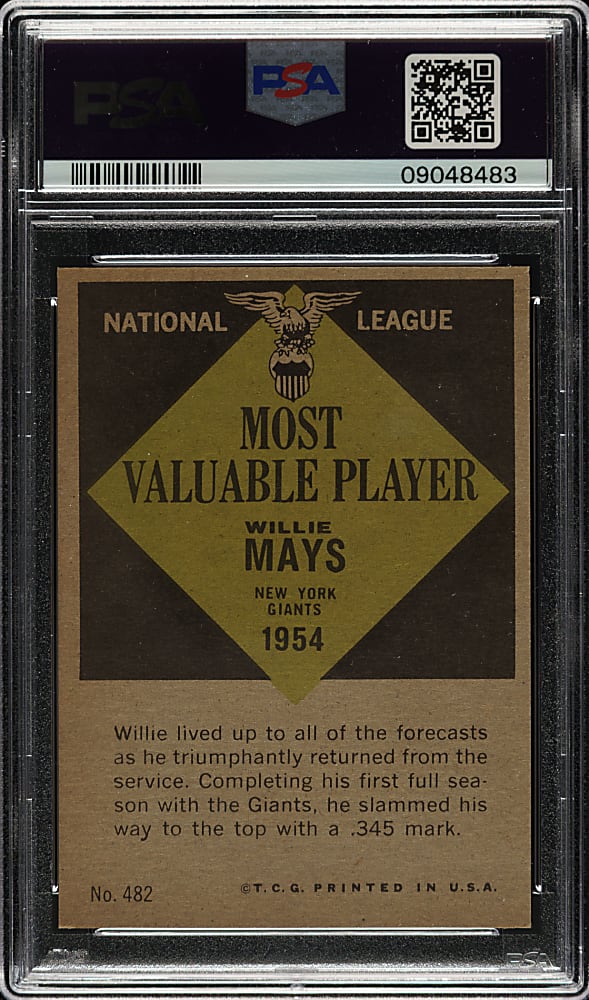 PSA PSA
09048483
NATIONAL LEAGUE
MOST
VALUABLE PLAYER
WILLIE
MAYS
NEW YORK
GIANTS
1954
Willie lived up to all of the forecasts
as he triumphantly returned from the
service. Completing his first full sea-
son with the Giants, he slammed his
way to the top with a .345 mark.
No. 482 ©T.C.G. PRINTED IN U.S.A.
PSA